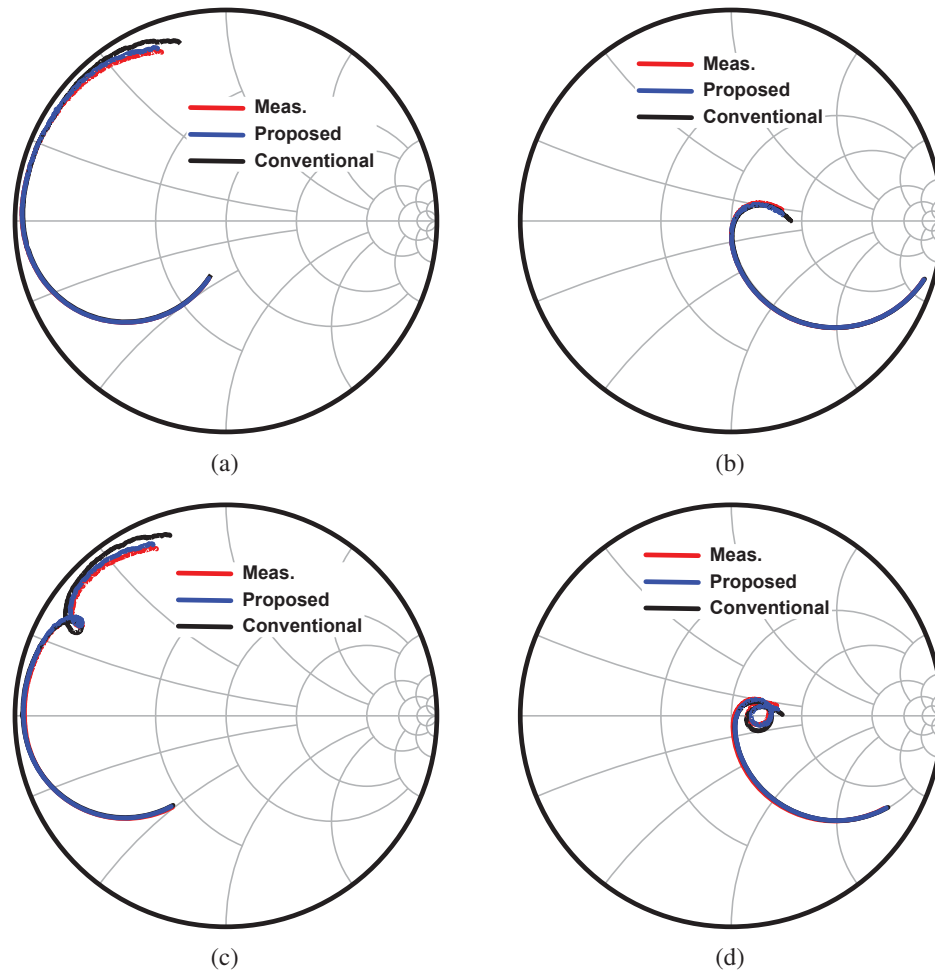 Meas.
Proposed
Conventional
Meas.
Proposed
Conventional
(a)
(b)
Meas.
Proposed
Conventional
Meas.
Proposed
Conventional
(c)
(d)